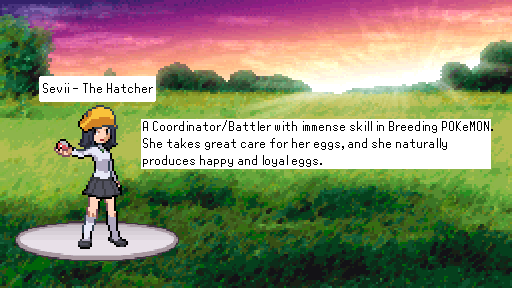 Sevii - The Hatcher
A Coordinator/Battler with immense skill in Breeding POKeMON.
She takes great care for her eggs, and she naturally
produces happy and loyal eggs.